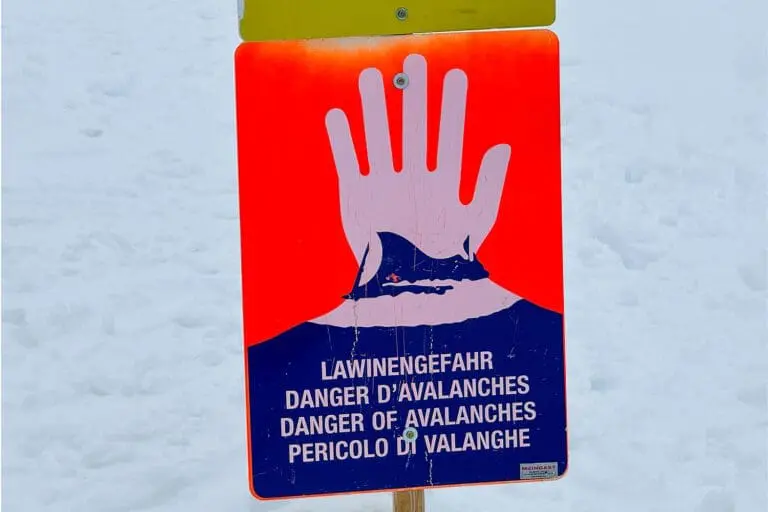 LAWINENGEFAHR
DANGER D'AVALANCHES
DANGER OF AVALANCHES
PERICOLO DI VALANGHE